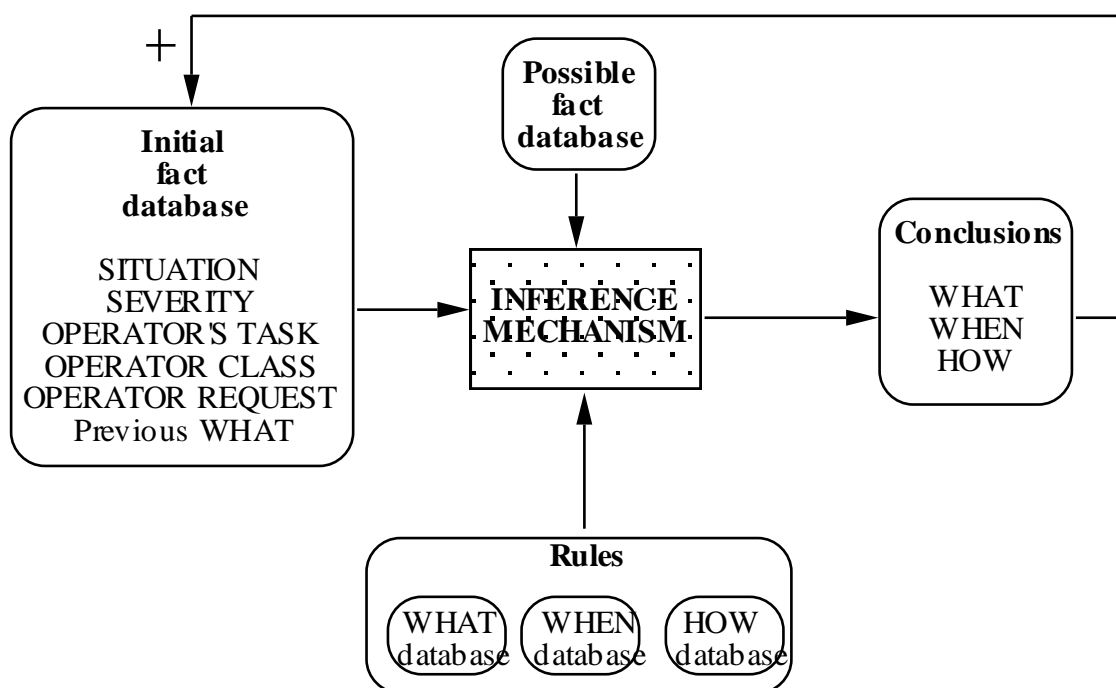 +
Possible
fact
database
Initial
fact
database
SITUATION
SEVERITY
OPERATOR'S TASK
OPERATOR CLASS
OPERATOR REQUEST
Previous WHAT
INFERENCE
MECHANISM
Conclusions
WHAT
WHEN
HOW
Rules
WHAT
database
WHEN
database
HOW
database